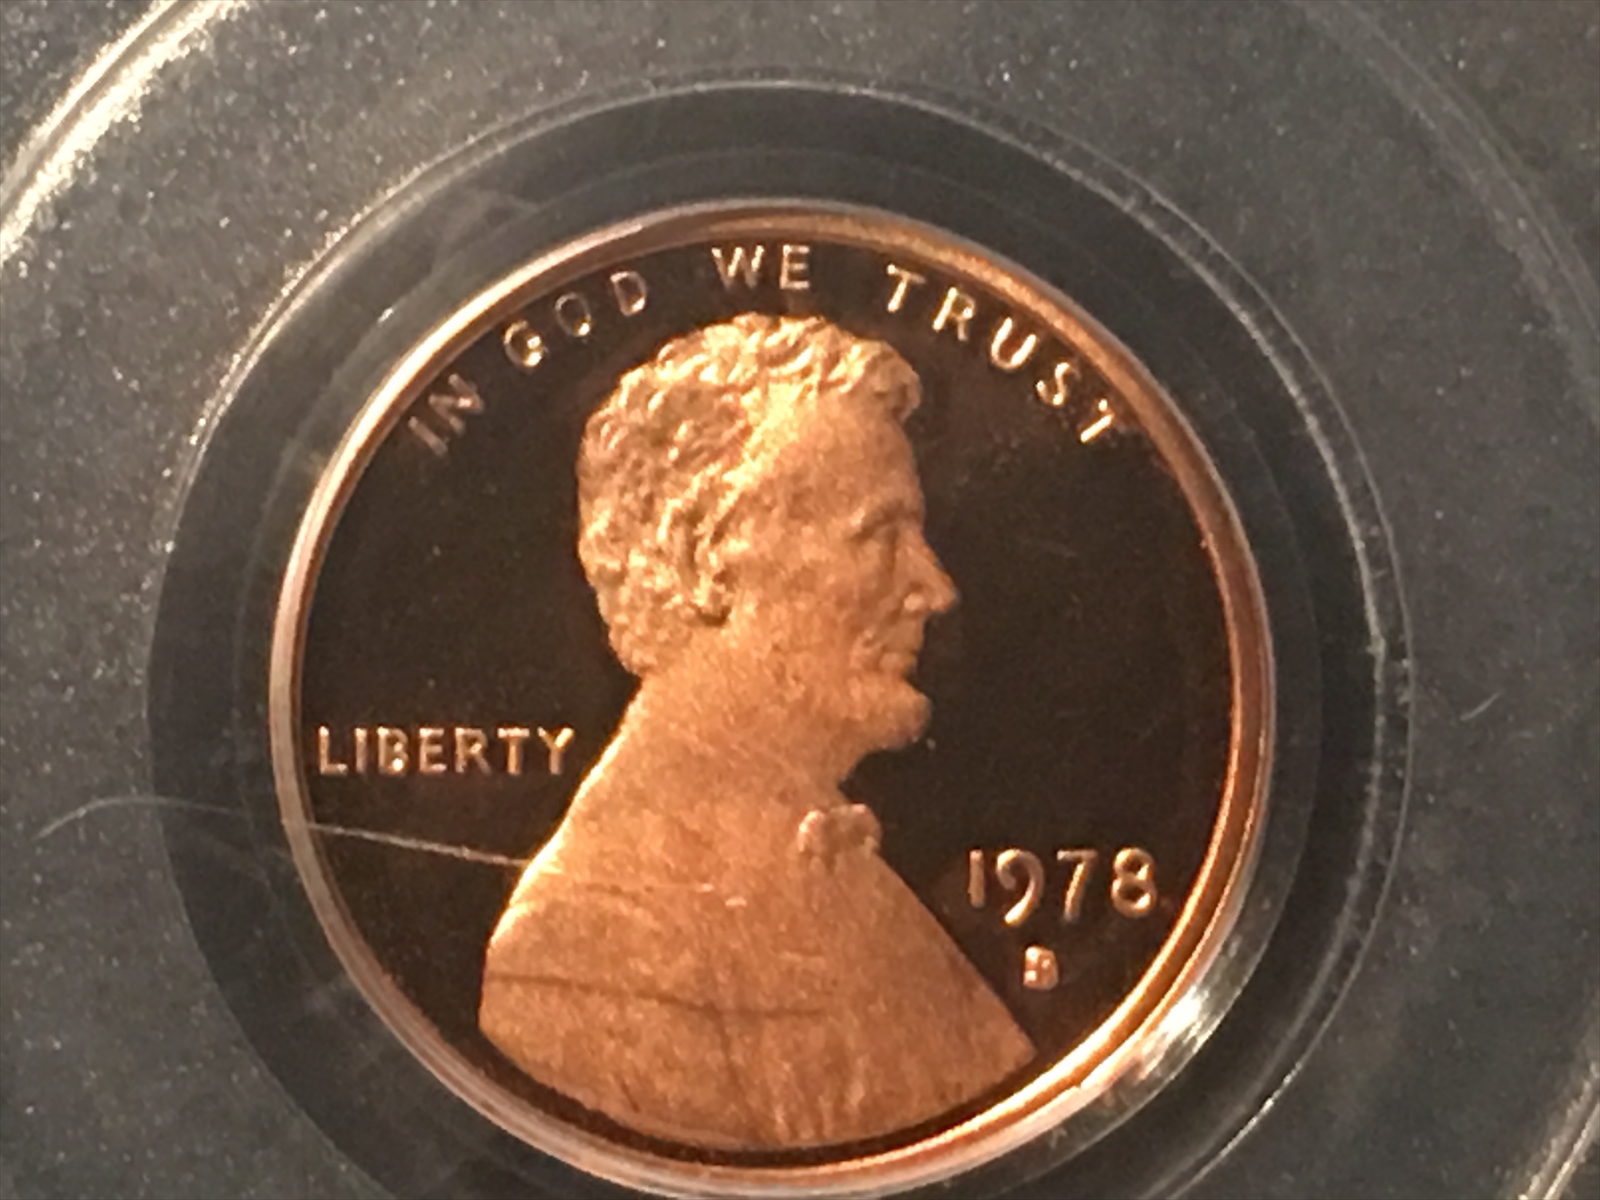 IN GOD WE TRUST
LIBERTY
1978
S